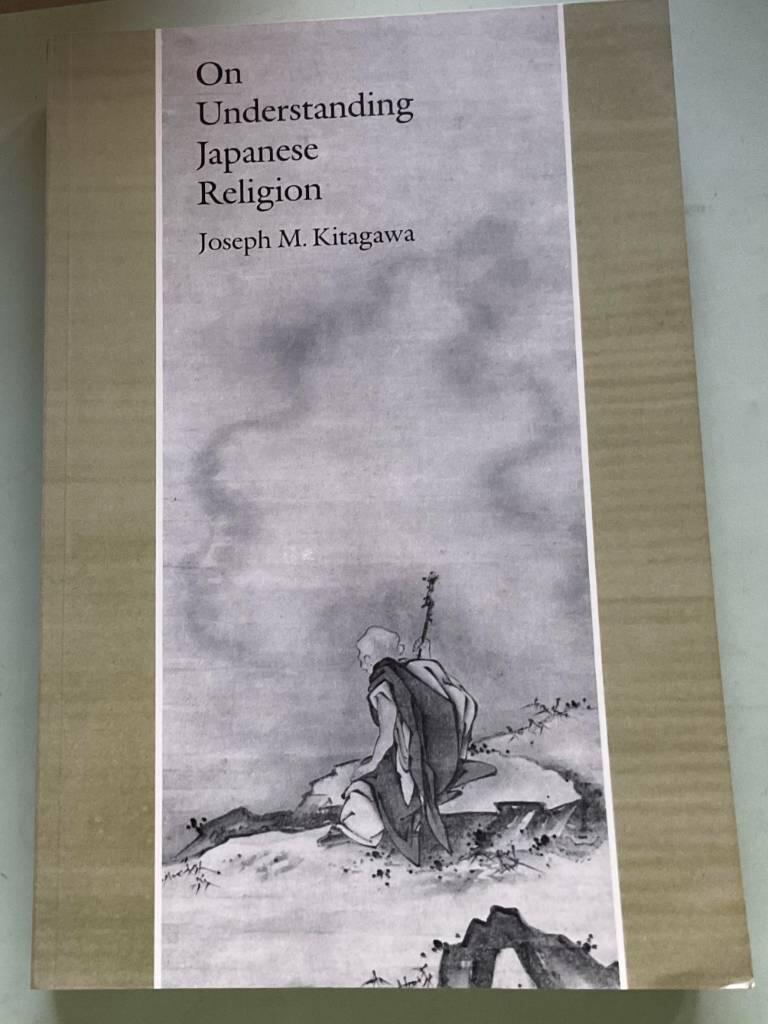 On
Understanding
Japanese
Religion
Joseph M. Kitagawa